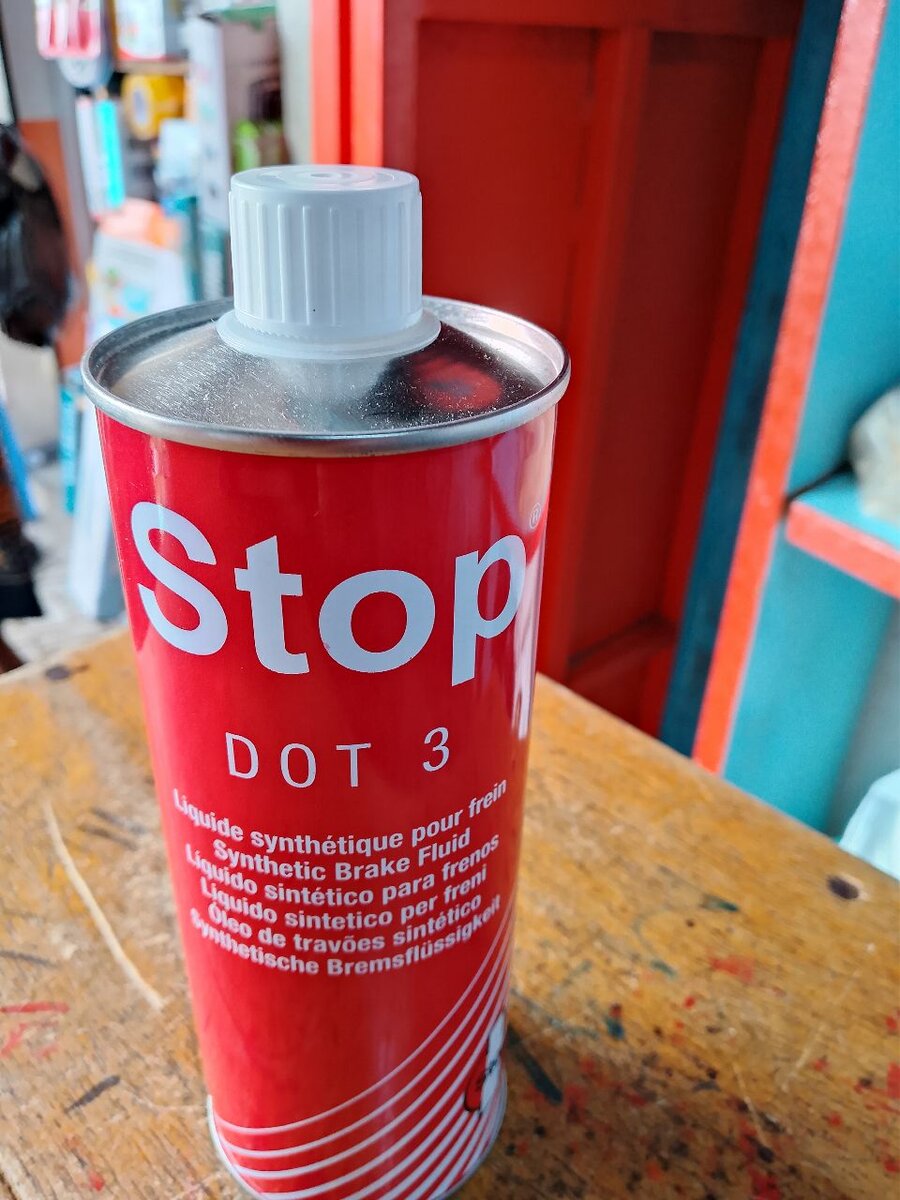 Stop®
DOT 3
Liquide synthétique pour frein
Synthetic Brake Fluid
Líquido sintético para frenos
Liquido sintetico per freni
Óleo de travões sintético
Synthetische Bremsflüssigkeit